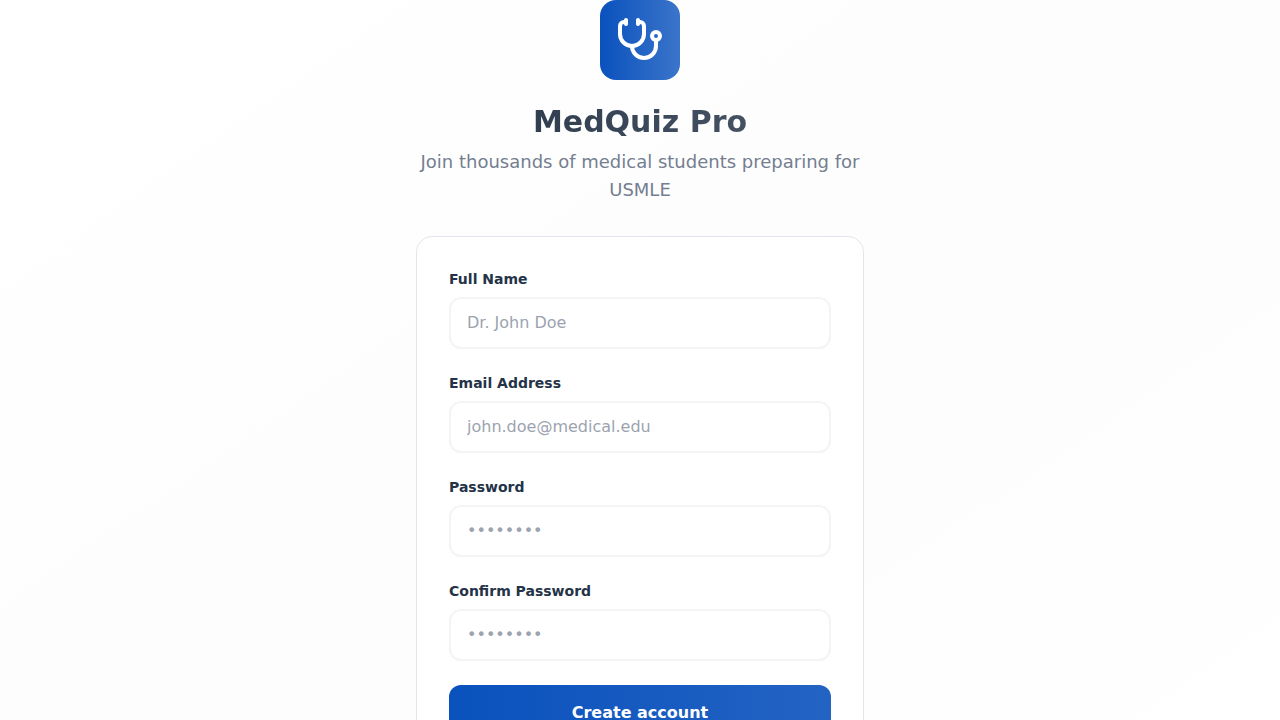 MedQuiz Pro
Join thousands of medical students preparing for
USMLE
Full Name
Dr. John Doe
Email Address
john.doe@medical.edu
Password
••••••••
Confirm Password
••••••••
Create account